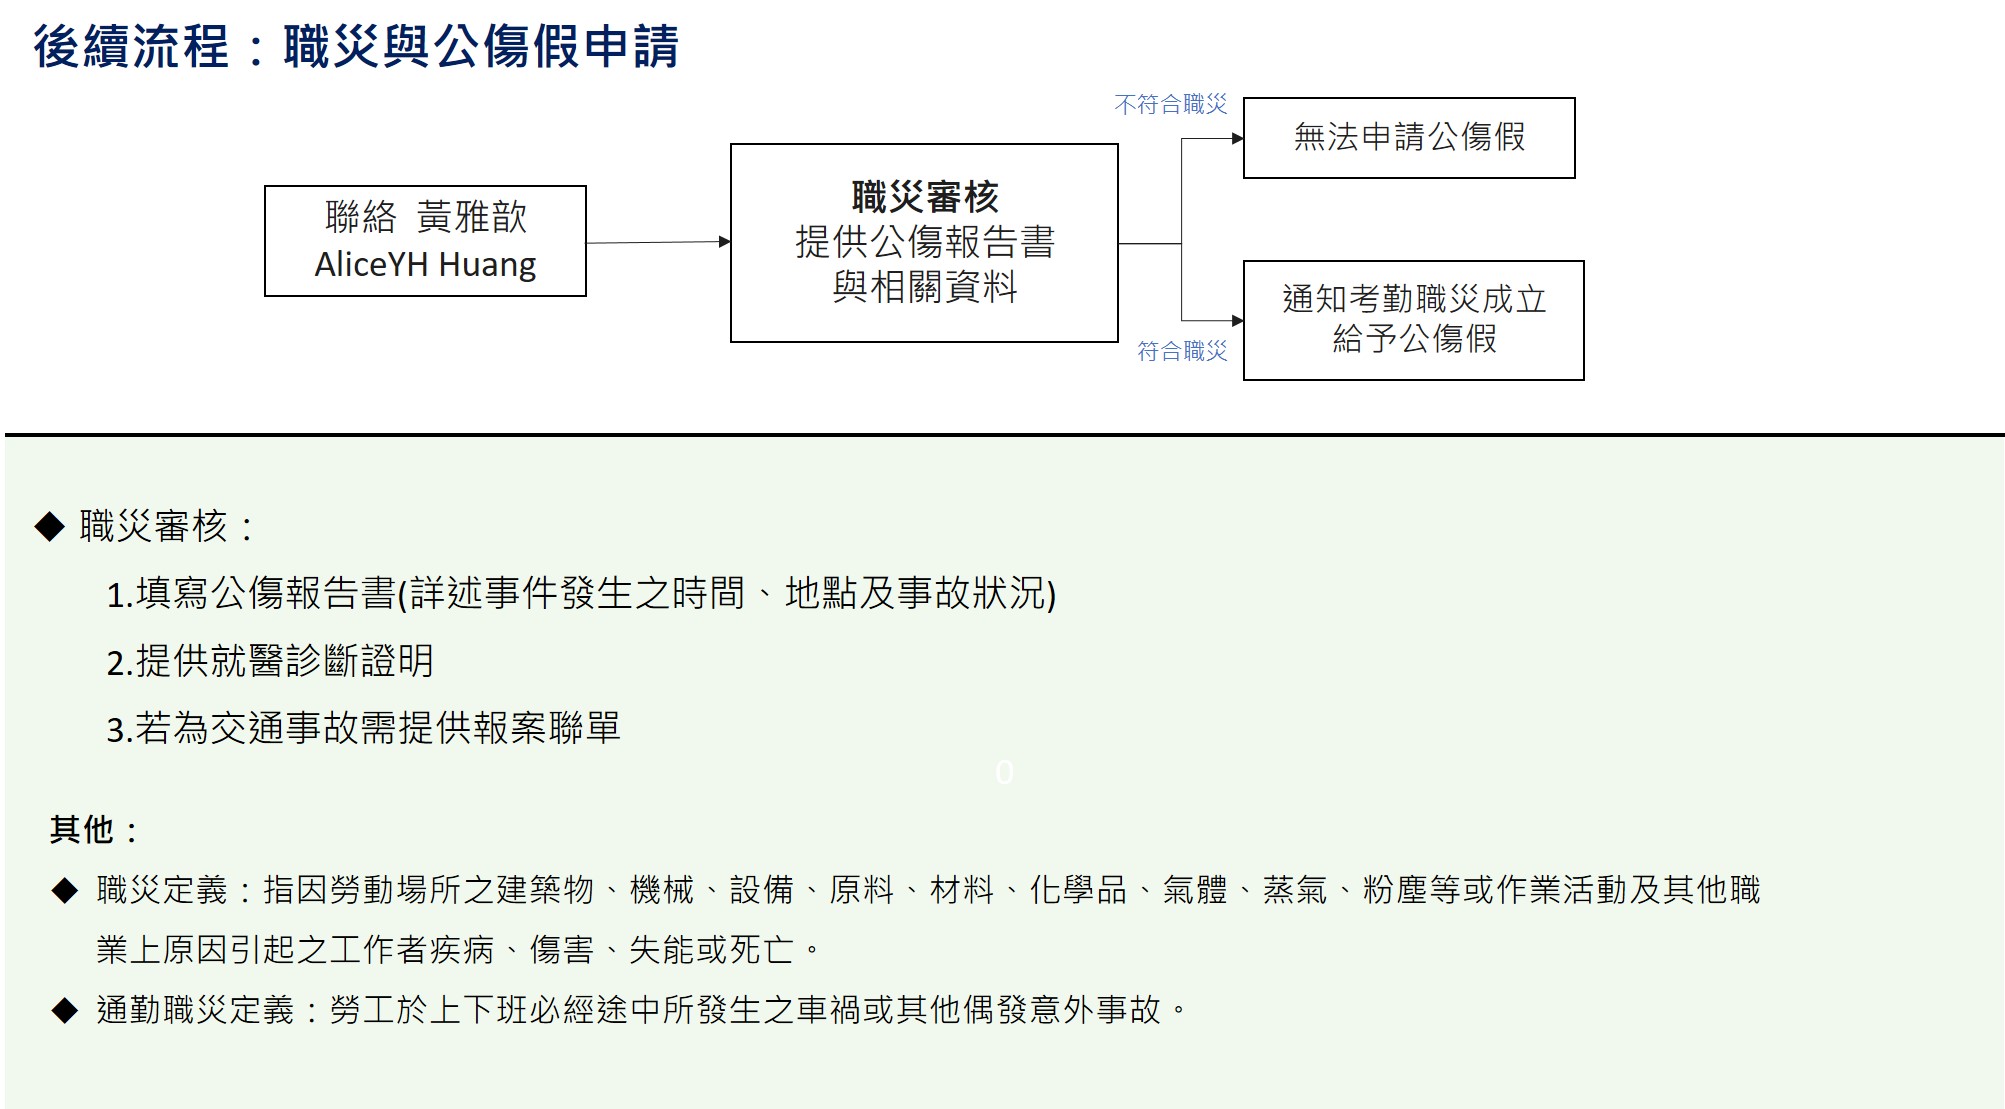 後續流程：職災與公傷假申請
不符合職災
無法申請公傷假
聯絡 黃雅歆
AliceYH Huang
職災審核
提供公傷報告書
與相關資料
通知考勤職災成立
給予公傷假
符合職災
◆ 職災審核：
1.填寫公傷報告書(詳述事件發生之時間、地點及事故狀況)
2.提供就醫診斷證明
3.若為交通事故需提供報案聯單
0
其他：
◆ 職災定義：指因勞動場所之建築物、機械、設備、原料、材料、化學品、氣體、蒸氣、粉塵等或作業活動及其他職
業上原因引起之工作者疾病、傷害、失能或死亡。
◆ 通勤職災定義：勞工於上下班必經途中所發生之車禍或其他偶發意外事故。